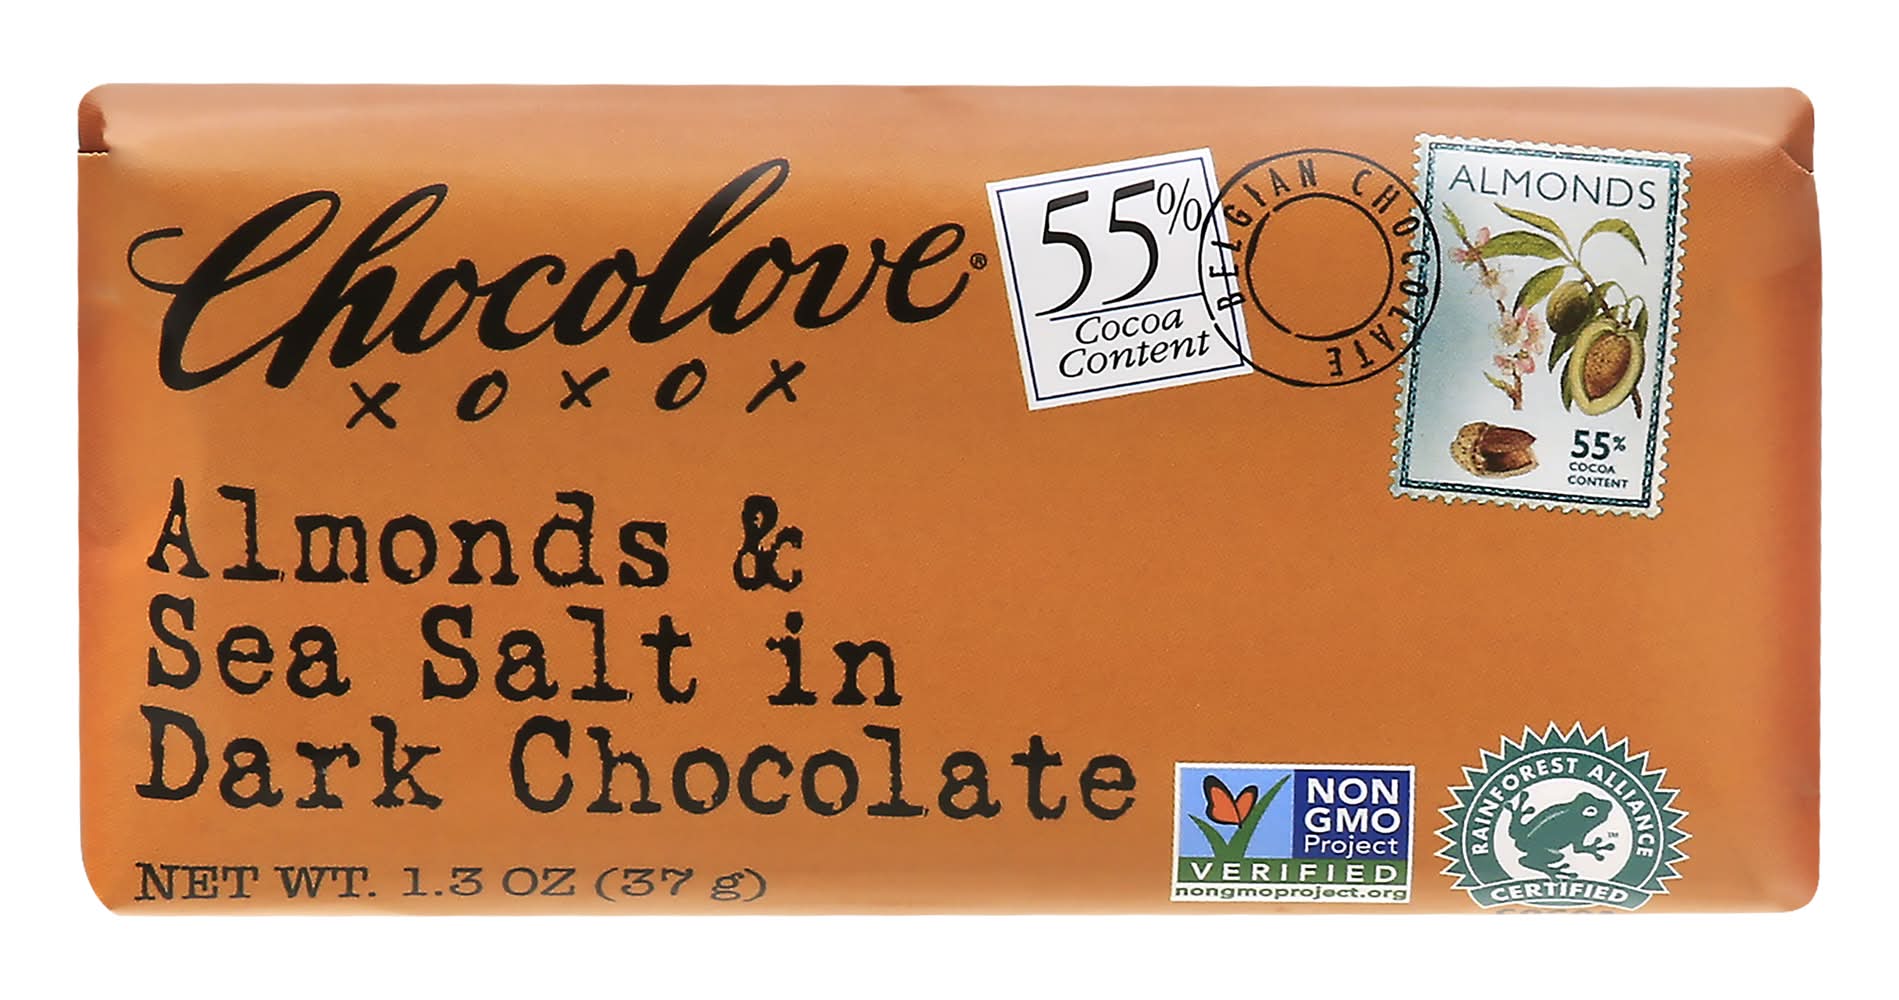 Chocolove®
xoxox
55%
Cocoa
Content
BELGIAN CHOCOLATE
ALMONDS
55%
COCOA
CONTENT
Almonds &
Sea Salt in
Dark Chocolate
NET WT. 1.3 OZ (37 g)
NON
GMO
Project
VERIFIED
nongmoproject.org
RAINFOREST ALLIANCE
TM
CERTIFIED